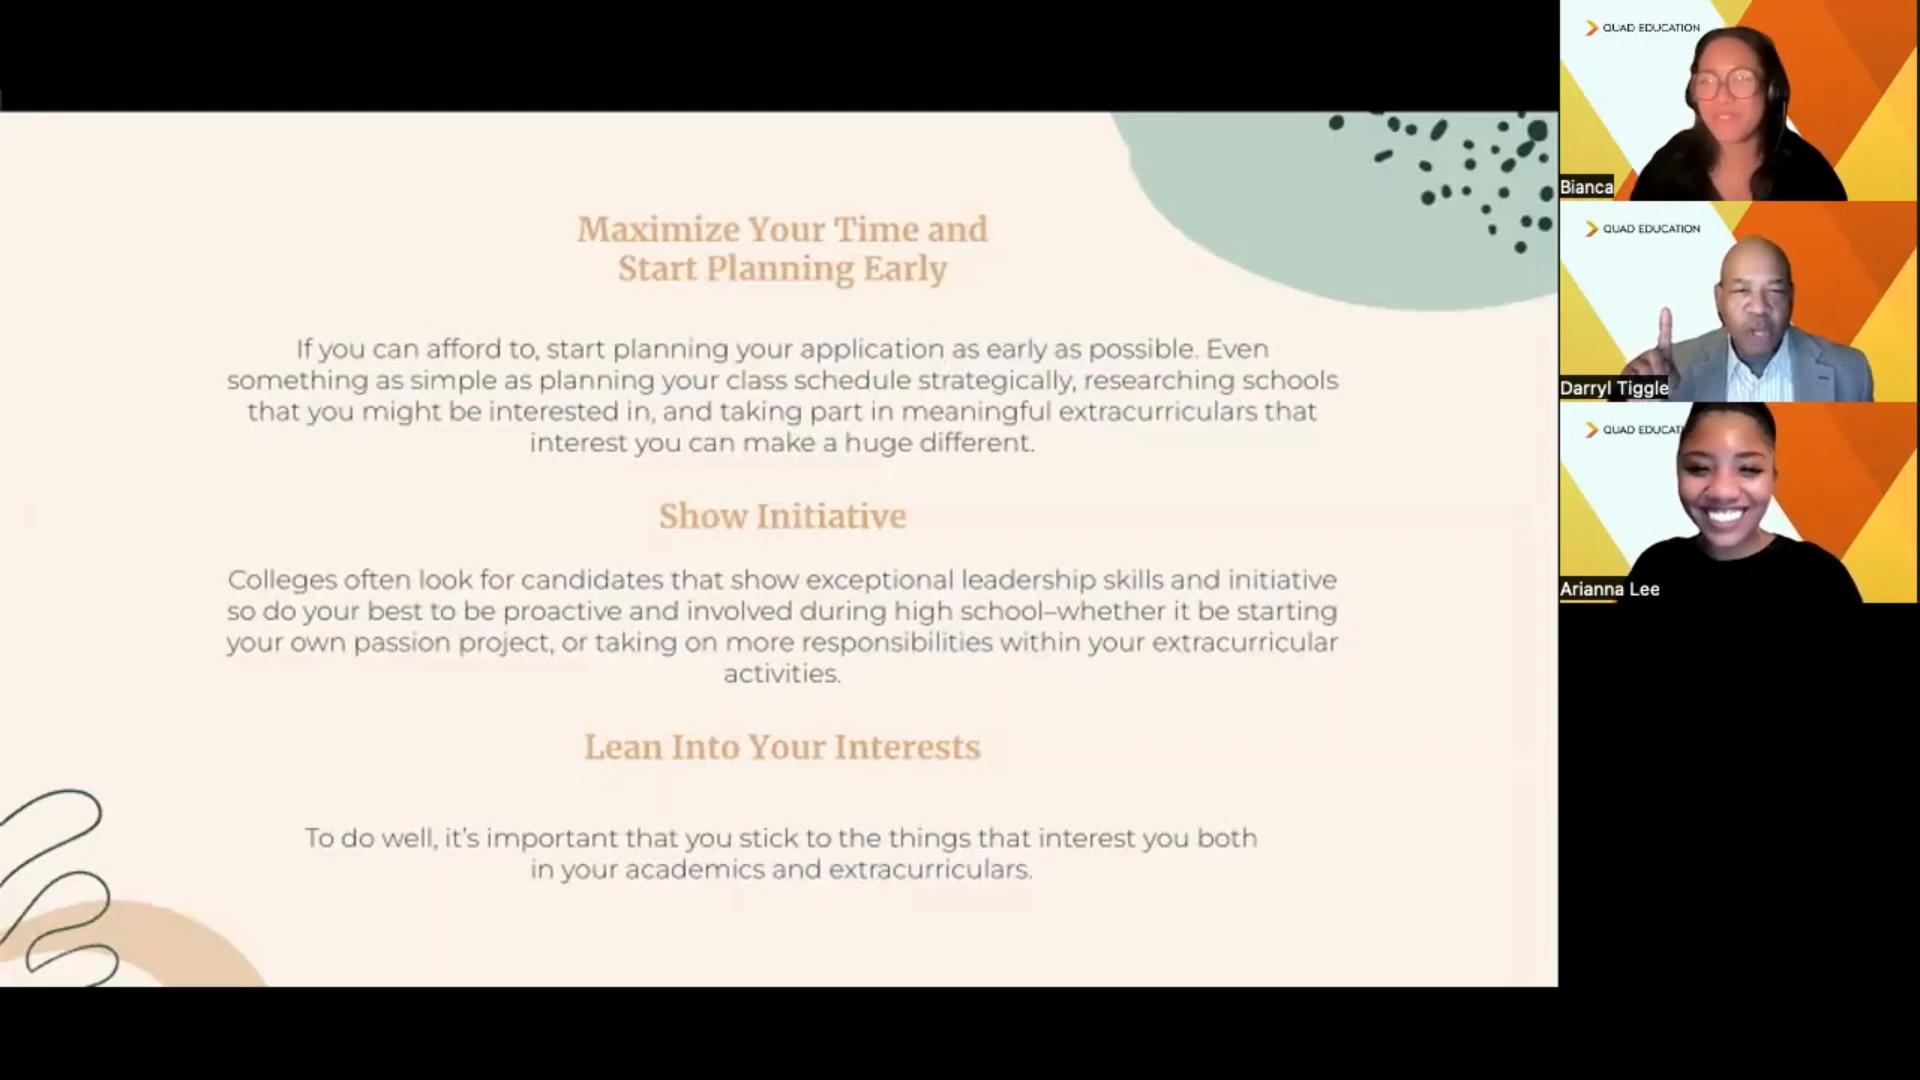 Maximize Your Time and
Start Planning Early
If you can afford to, start planning your application as early as possible. Even
something as simple as planning your class schedule strategically, researching schools
that you might be interested in, and taking part in meaningful extracurriculars that
interest you can make a huge different.
Show Initiative
Colleges often look for candidates that show exceptional leadership skills and initiative
so do your best to be proactive and involved during high school–whether it be starting
your own passion project, or taking on more responsibilities within your extracurricular
activities.
Lean Into Your Interests
To do well, it's important that you stick to the things that interest you both
in your academics and extracurriculars.
QUAD EDUCATION
Bianca
QUAD EDUCATION
Darryl Tiggle
QUAD EDUCATI
Arianna Lee